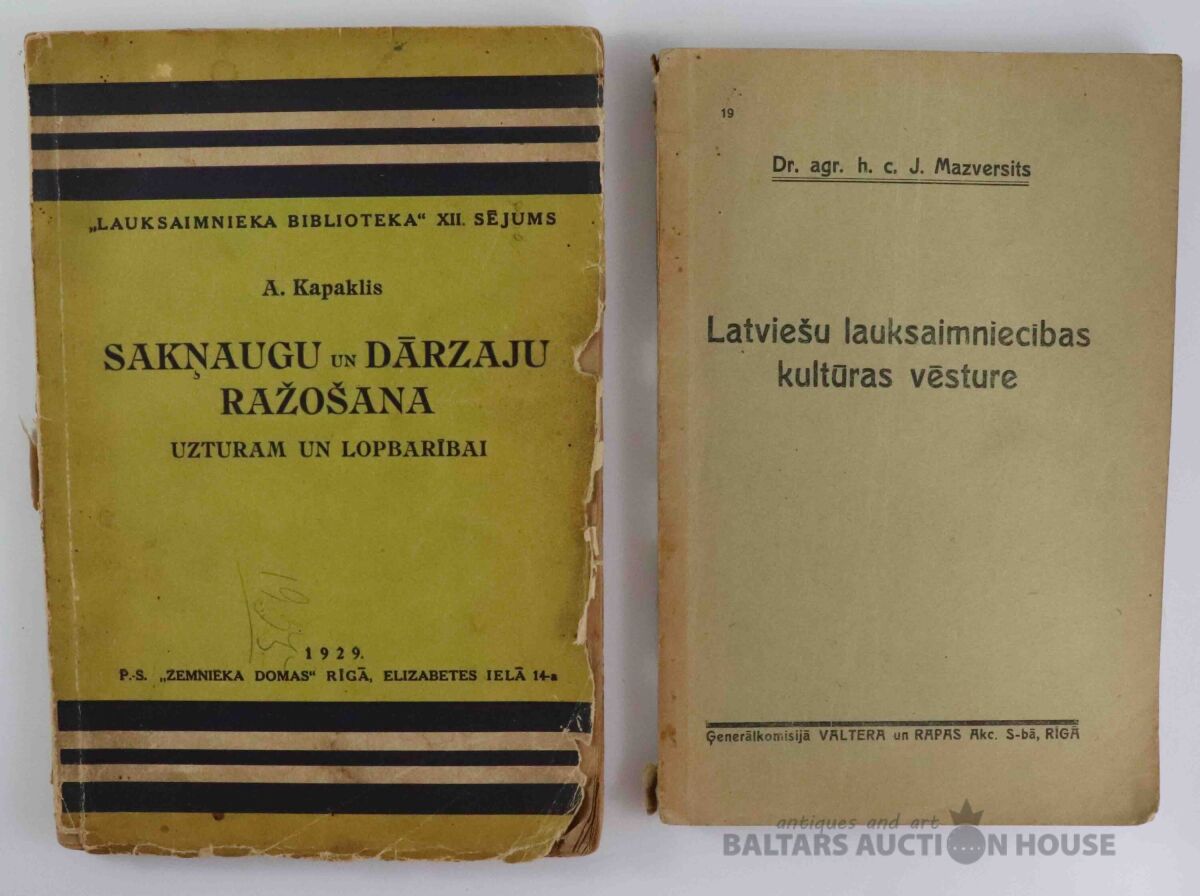 „LAUKSAIMNIEKA BIBLIOTEKA“ XII. SĒJUMS
A. Kapaklis
SAKŅAUGU UN DĀRZAJU
RAŽOŠANA
UZTURAM UN LOPBARĪBAI
1929.
P.-S. „ZEMNIEKA DOMAS“ RĪGĀ, ELIZABETES IELĀ 14-a
19
Dr. agr. h. c. J. Mazversits
Latviešu lauksaimniecības
kultūras vēsture
Ģenerālkomisijā VALTERA un RAPAS Akc. S-bā, RĪGĀ
antiques and art
BALTARS AUCTION HOUSE